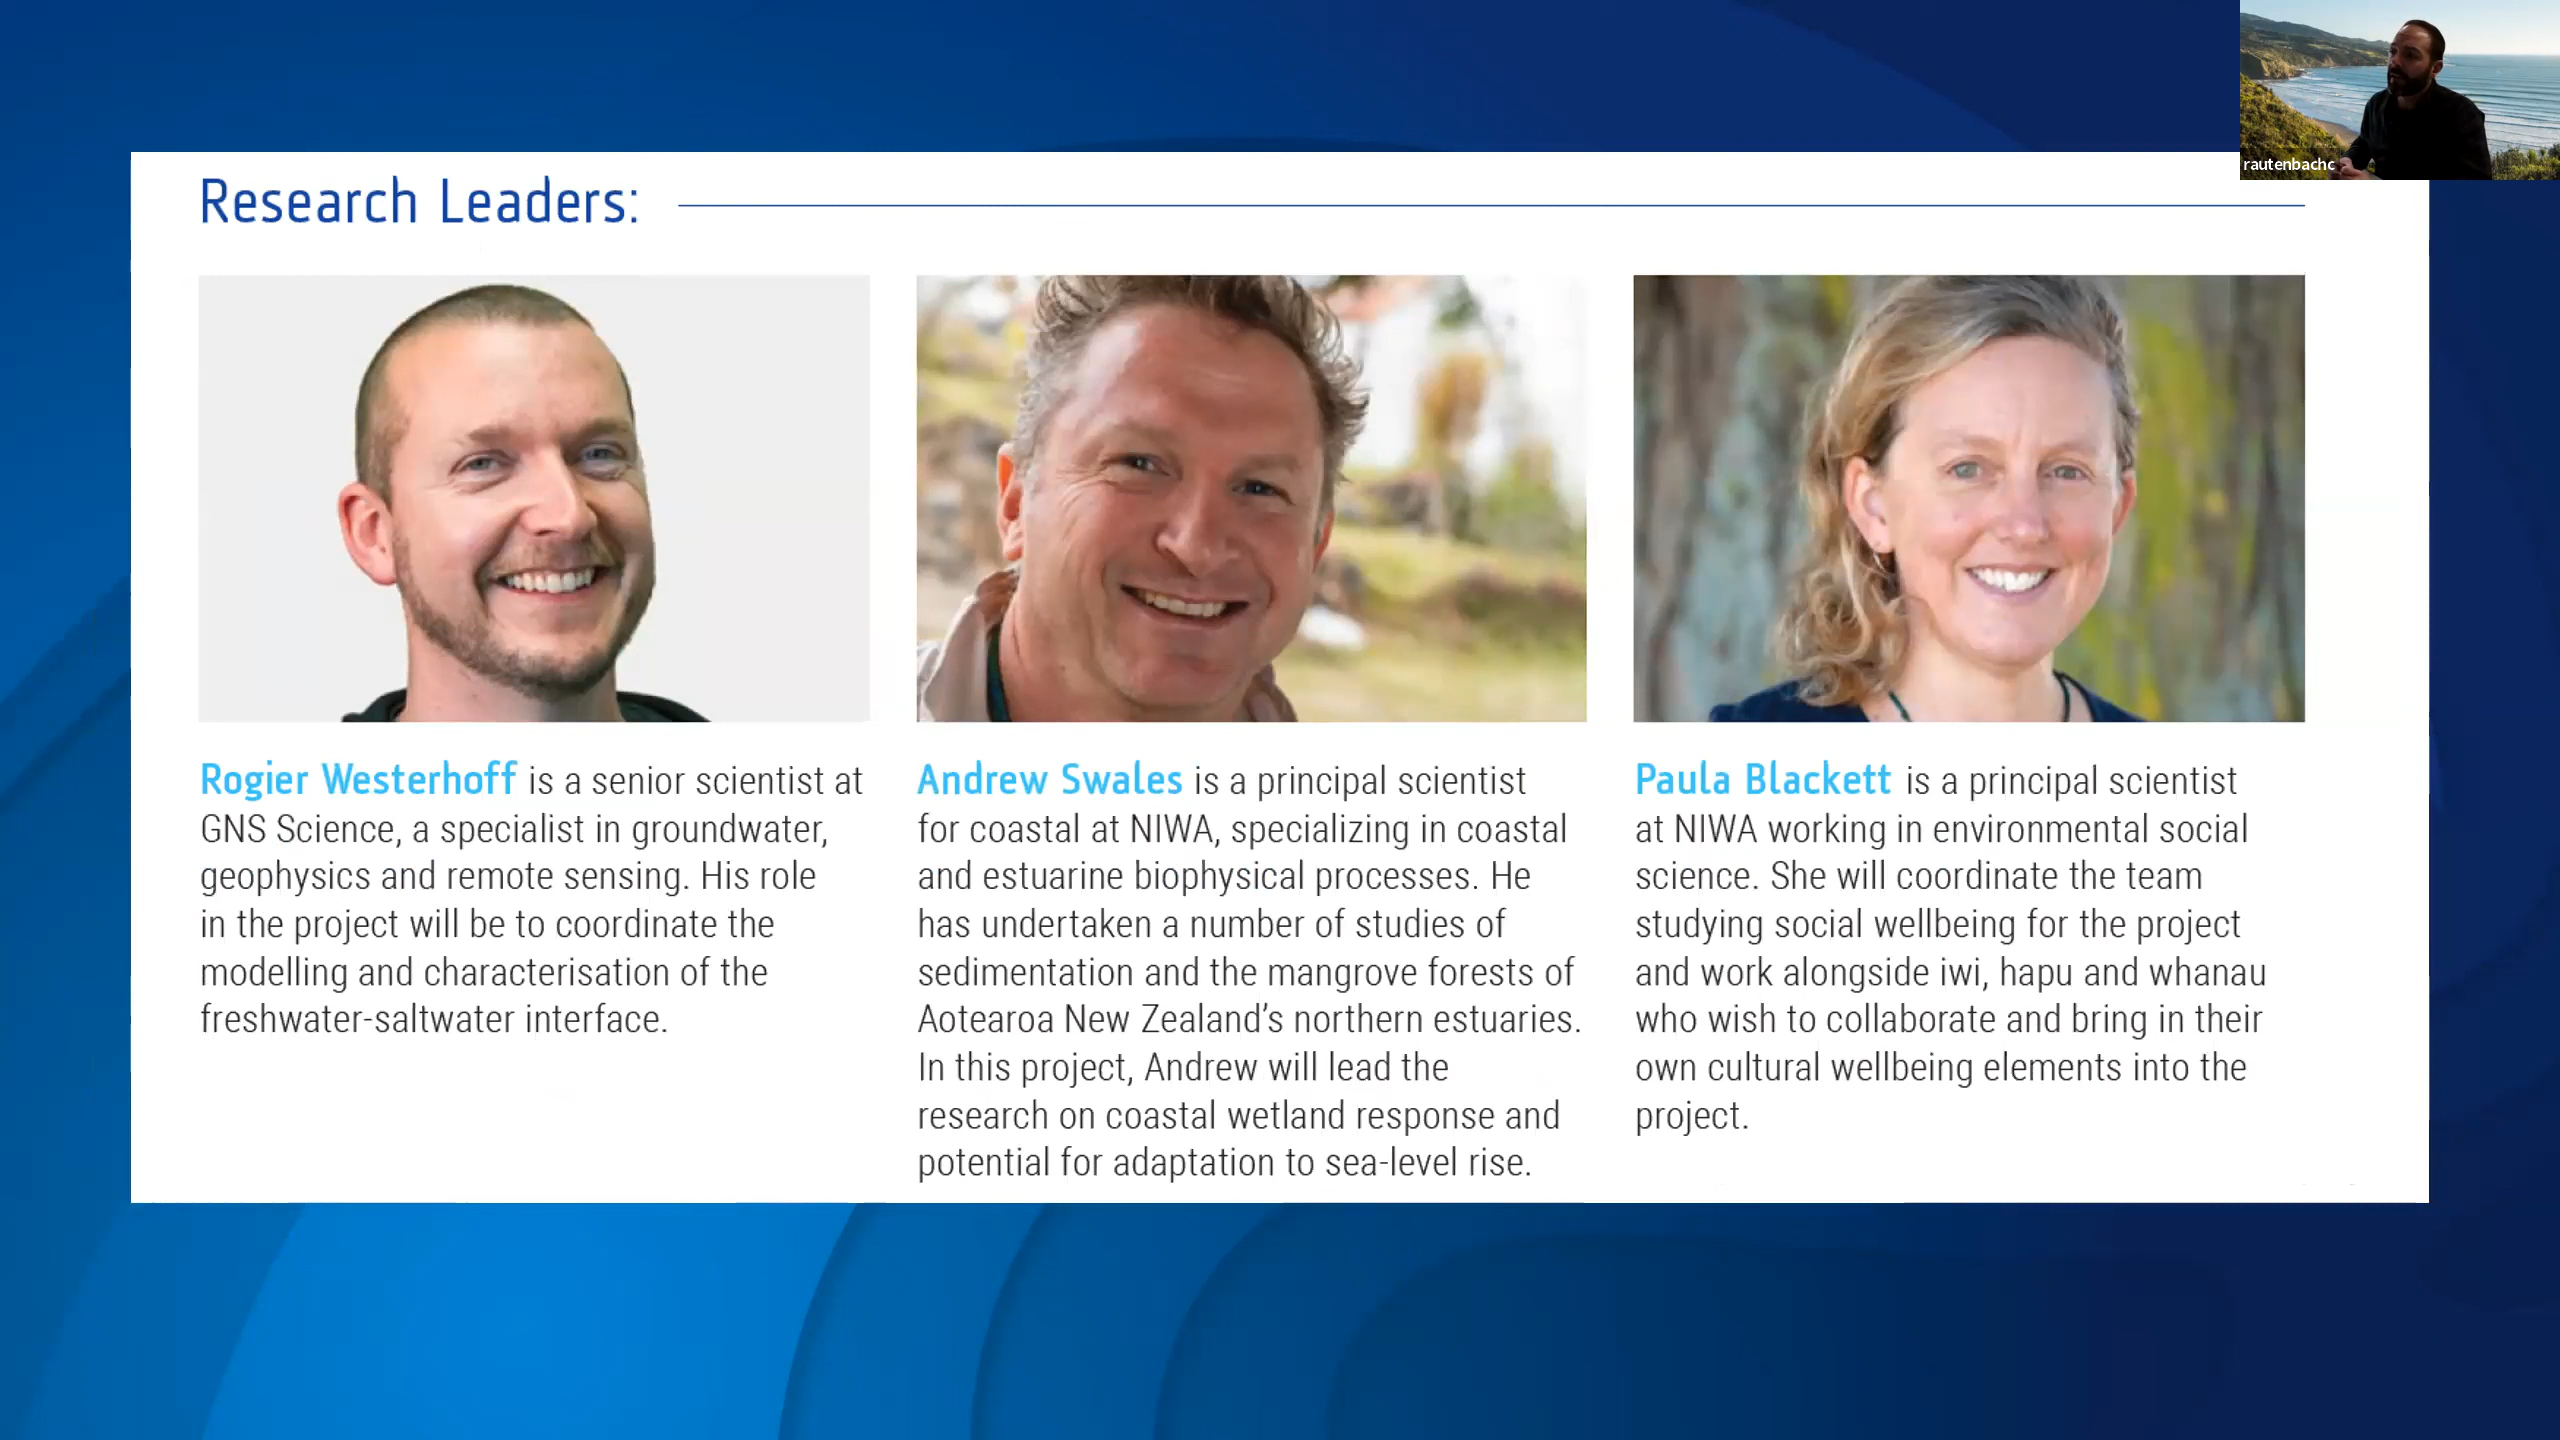 rautenbachc
Research Leaders:
Rogier Westerhoff is a senior scientist at
GNS Science, a specialist in groundwater,
geophysics and remote sensing. His role
in the project will be to coordinate the
modelling and characterisation of the
freshwater-saltwater interface.
Andrew Swales is a principal scientist
for coastal at NIWA, specializing in coastal
and estuarine biophysical processes. He
has undertaken a number of studies of
sedimentation and the mangrove forests of
Aotearoa New Zealand’s northern estuaries.
In this project, Andrew will lead the
research on coastal wetland response and
potential for adaptation to sea-level rise.
Paula Blackett is a principal scientist
at NIWA working in environmental social
science. She will coordinate the team
studying social wellbeing for the project
and work alongside iwi, hapu and whanau
who wish to collaborate and bring in their
own cultural wellbeing elements into the
project.